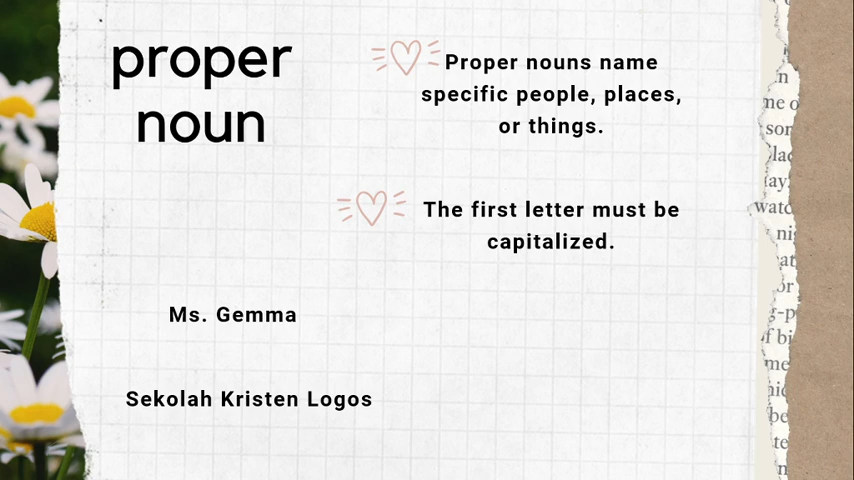 proper
noun
Proper nouns name
specific people, places,
or things.
The first letter must be
capitalized.
Ms. Gemma
Sekolah Kristen Logos